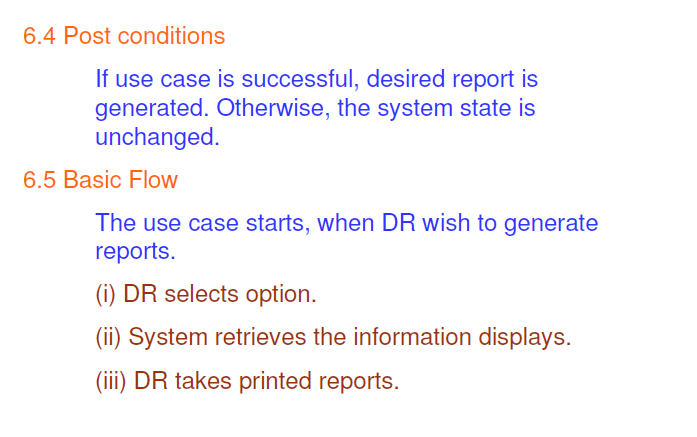 6.4 Post conditions
If use case is successful, desired report is
generated. Otherwise, the system state is
unchanged.
6.5 Basic Flow
The use case starts, when DR wish to generate
reports.
(i) DR selects option.
(ii) System retrieves the information displays.
(iii) DR takes printed reports.